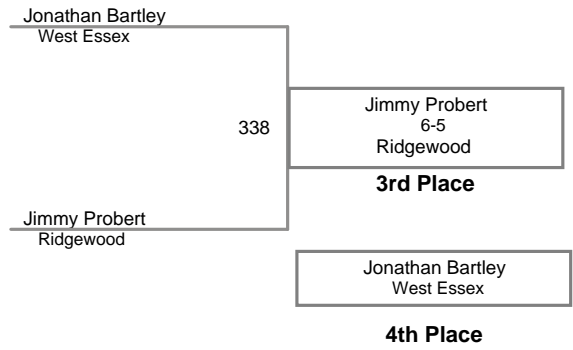 Jonathan Bartley
West Essex
338
Jimmy Probert
6-5
Ridgewood
3rd Place
Jimmy Probert
Ridgewood
Jonathan Bartley
West Essex
4th Place